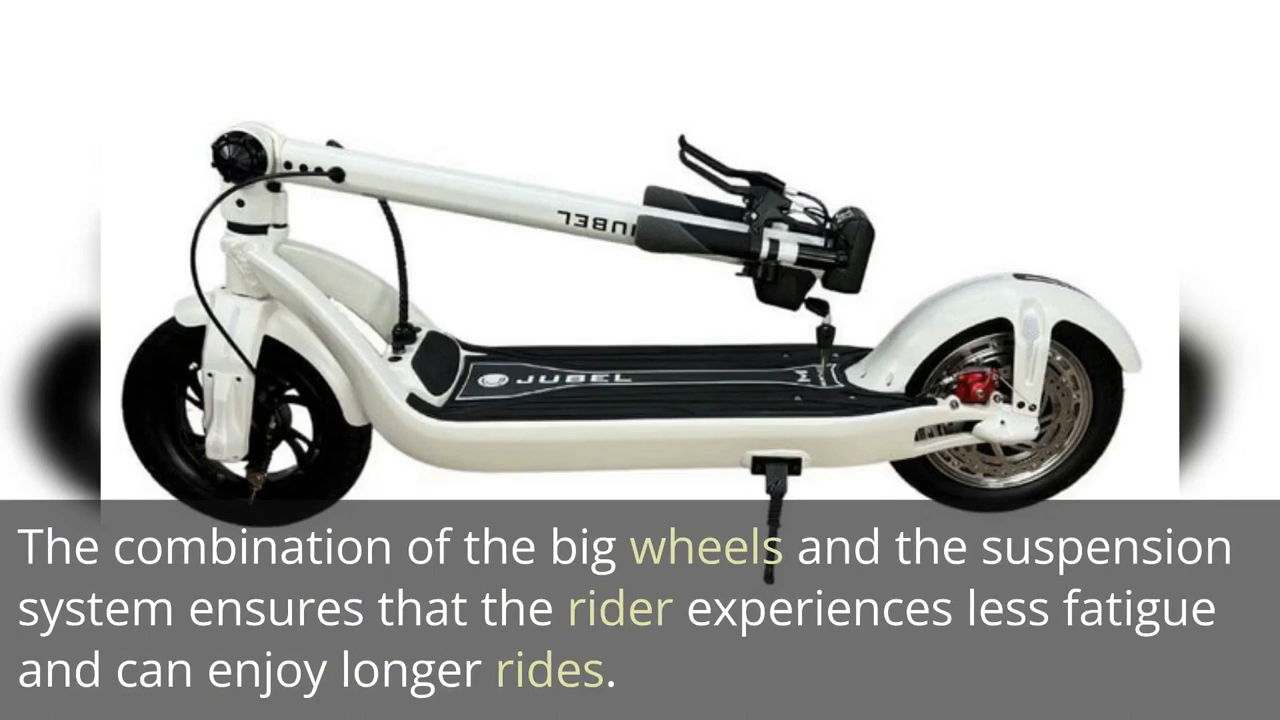 JUBEL
JUBEL
JUBEL M
The combination of the big wheels and the suspension
system ensures that the rider experiences less fatigue
and can enjoy longer rides.